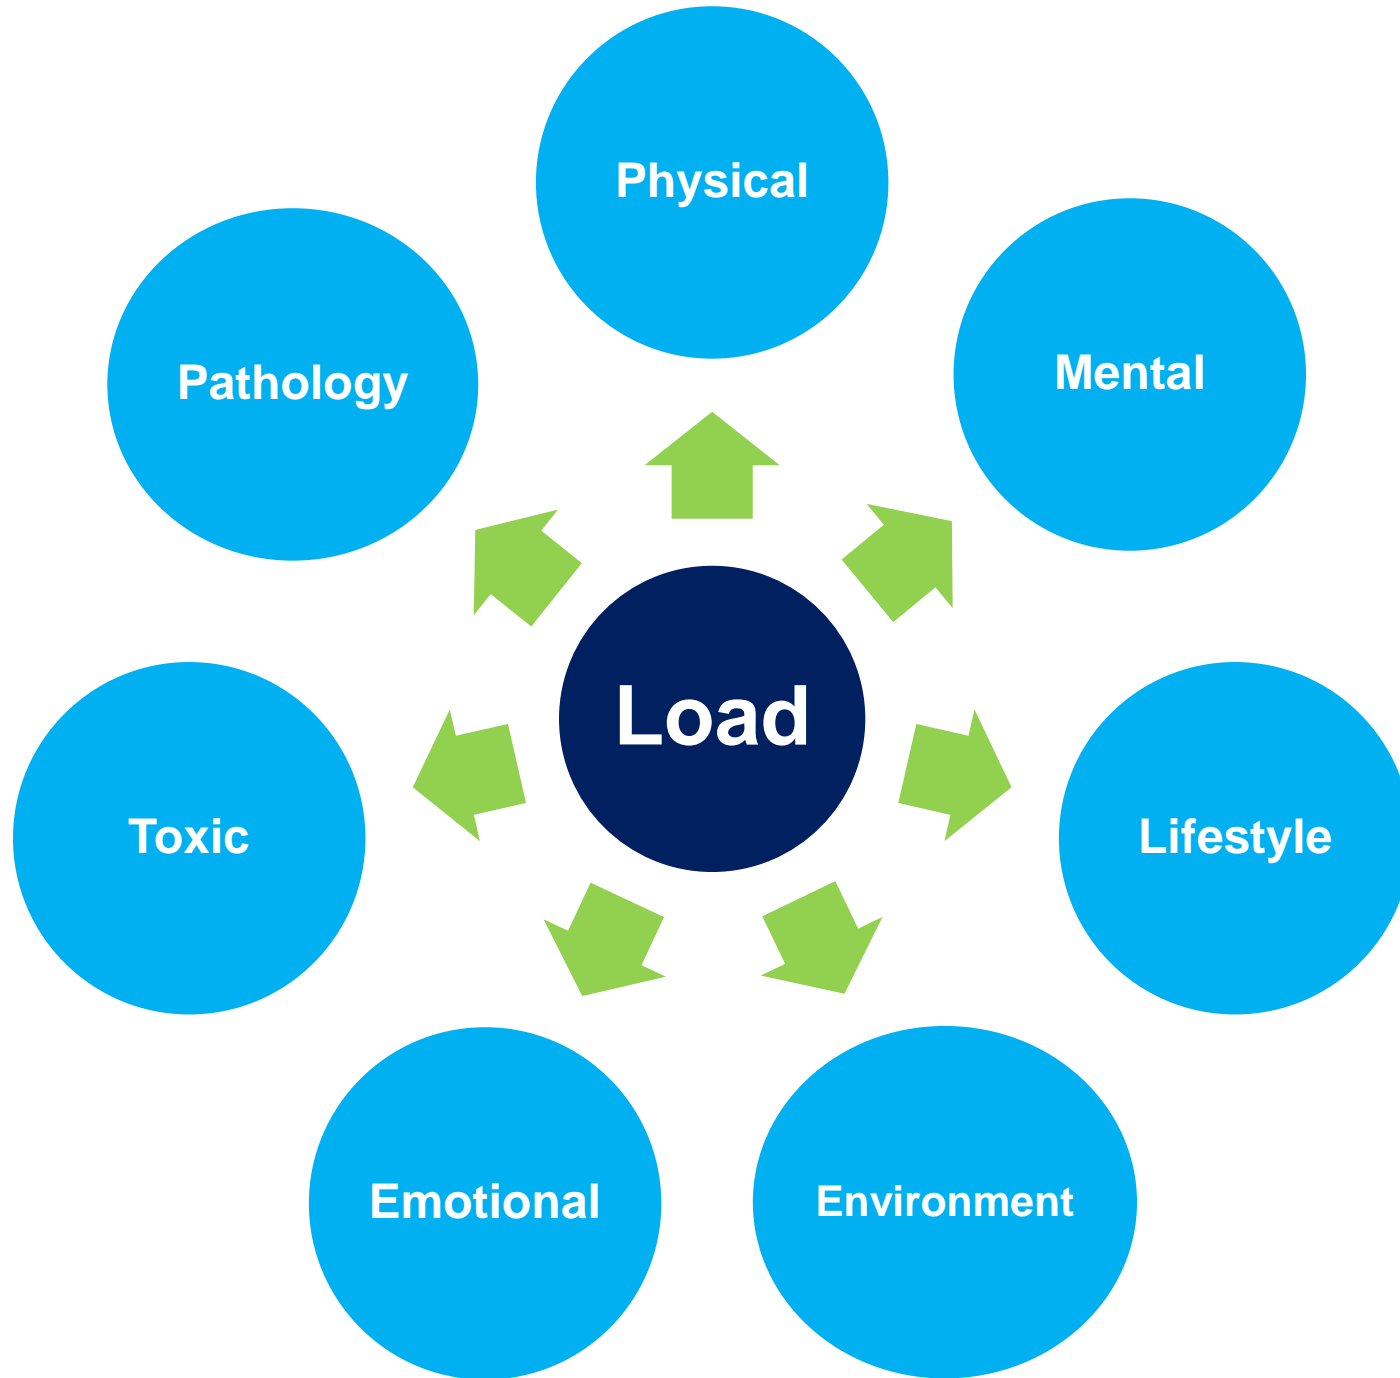 Physical
Mental
Lifestyle
Environment
Emotional
Toxic
Pathology
Load